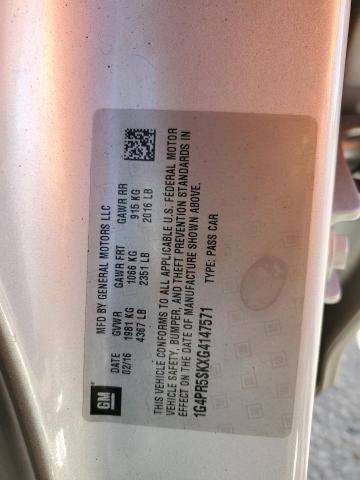 GM
MFD BY GENERAL MOTORS LLC
DATE GVWR GAWR FRT GAWR RR
02/16 1981 KG 1066 KG 915 KG
4367 LB 2351 LB 2016 LB
THIS VEHICLE CONFORMS TO ALL APPLICABLE U.S. FEDERAL MOTOR
VEHICLE SAFETY, BUMPER, AND THEFT PREVENTION STANDARDS IN
EFFECT ON THE DATE OF MANUFACTURE SHOWN ABOVE.
1G4PR5SKXG4147571 TYPE: PASS CAR